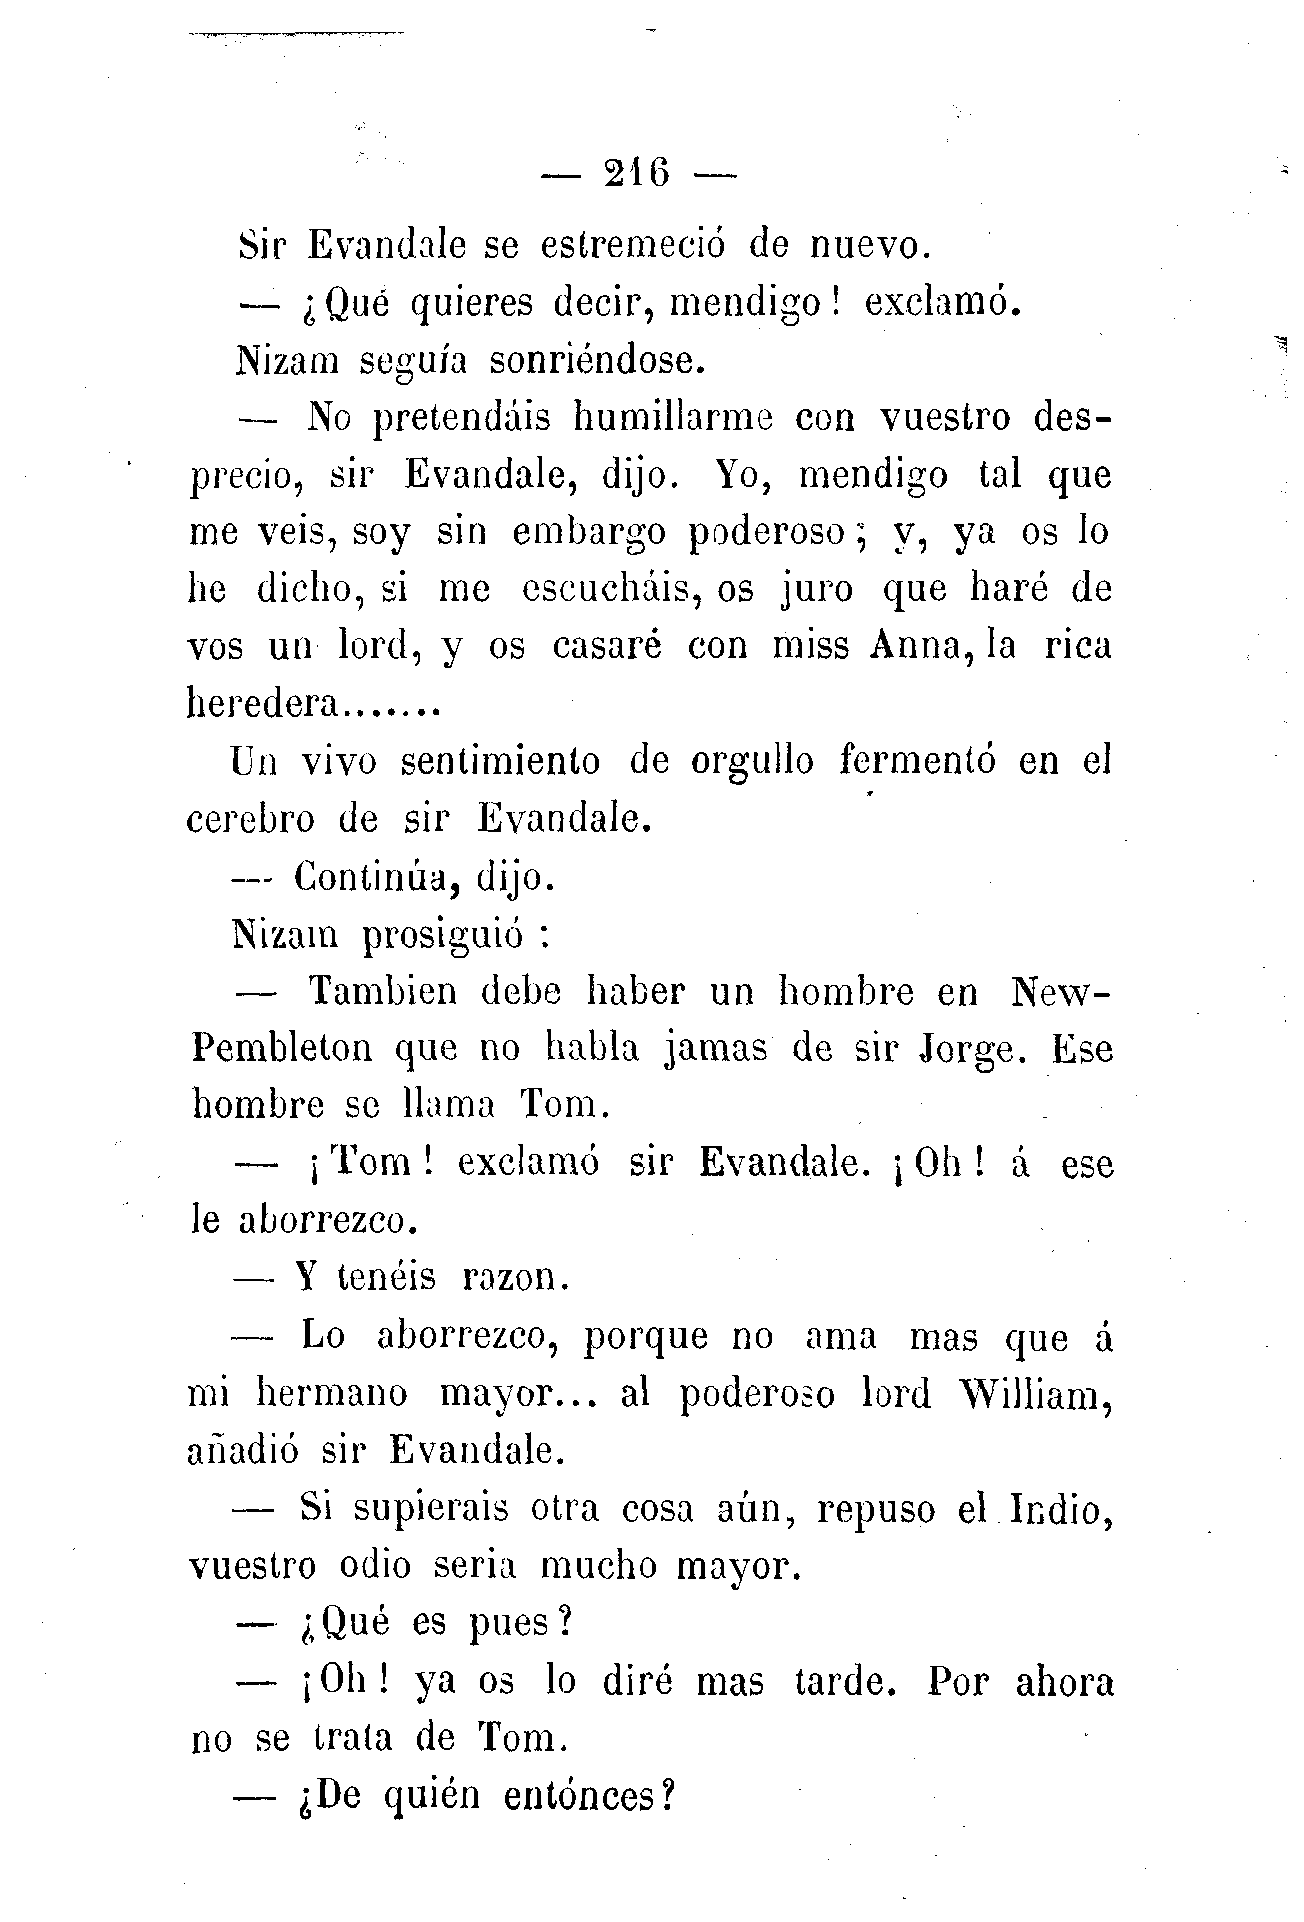 — 216 —
Sir Evandale se estremeció de nuevo.
— ¿Qué quieres decir, mendigo! exclamó.
Nizam seguía sonriéndose.
— No pretendáis humillarme con vuestro des-
precio, sir Evandale, dijo. Yo, mendigo tal que
me veis, soy sin embargo poderoso; y, ya os lo
he dicho, si me escucháis, os juro que haré de
vos un lord, y os casaré con miss Anna, la rica
heredera.......
Un vivo sentimiento de orgullo fermentó en el
cerebro de sir Evandale.
— Continúa, dijo.
Nizam prosiguió :
— Tambien debe haber un hombre en New-
Pembleton que no habla jamas de sir Jorge. Ese
hombre se llama Tom.
— ¡Tom! exclamó sir Evandale. ¡Oh! á ese
le aborrezco.
— Y tenéis razon.
— Lo aborrezco, porque no ama mas que á
mi hermano mayor... al poderoso lord William,
añadió sir Evandale.
— Si supierais otra cosa aún, repuso el Indio,
vuestro odio seria mucho mayor.
— ¿Qué es pues?
— ¡Oh! ya os lo diré mas tarde. Por ahora
no se trata de Tom.
— ¿De quién entónces?